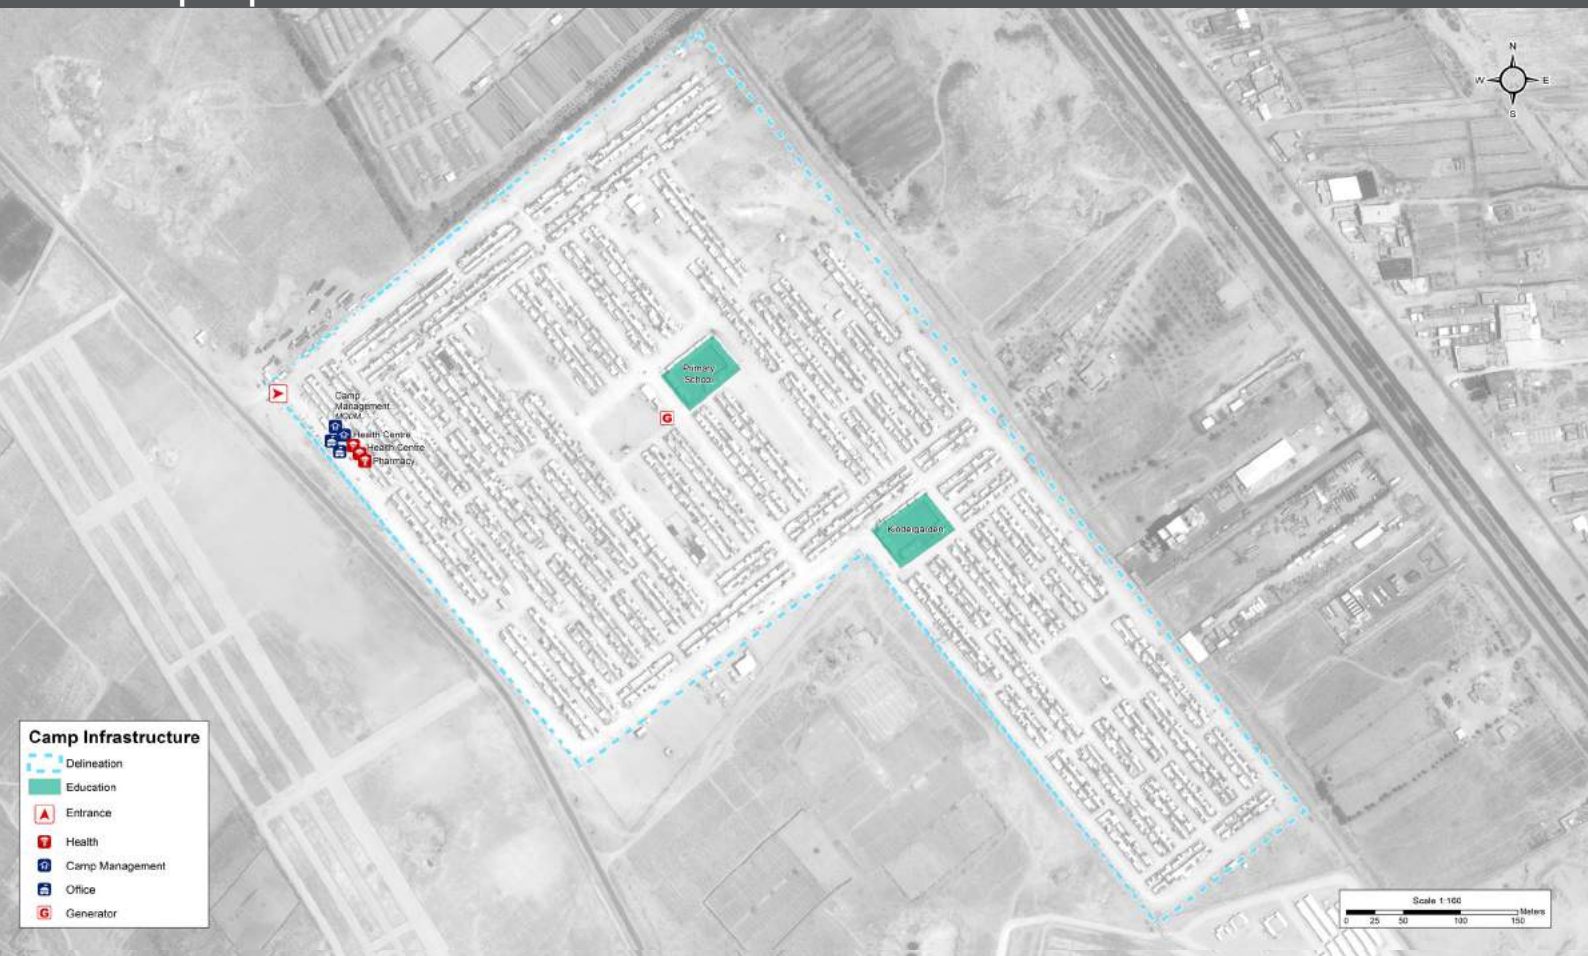 N
W
E
S
Primary
School
G
Camp
Management
MODM
Health Centre
Health Centre
Pharmacy
Kindergarden
Camp Infrastructure
Delineation
Education
Entrance
Health
Camp Management
Office
G Generator
Scale 1:160
Meters
0 25 50 100 150